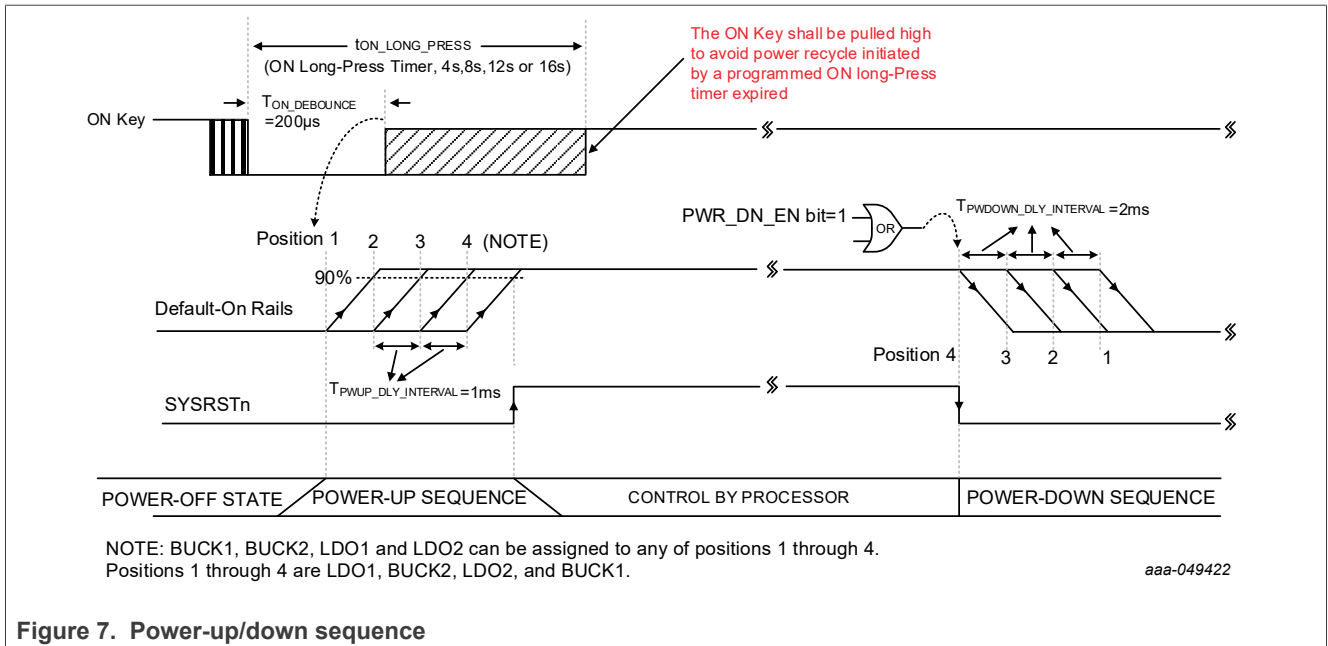 tON_LONG_PRESS
(ON Long-Press Timer, 4s,8s,12s or 16s)
The ON Key shall be pulled high
to avoid power recycle initiated
by a programmed ON long-Press
timer expired
TON_DEBOUNCE
=200µs
ON Key
PWR_DN_EN bit=1
OR
TPWDOWN_DLY_INTERVAL =2ms
Position 1 2 3 4 (NOTE)
90%
Default-On Rails
Position 4 3 2 1
TPWUP_DLY_INTERVAL =1ms
SYSRSTn
POWER-OFF STATE POWER-UP SEQUENCE CONTROL BY PROCESSOR POWER-DOWN SEQUENCE
NOTE: BUCK1, BUCK2, LDO1 and LDO2 can be assigned to any of positions 1 through 4.
Positions 1 through 4 are LDO1, BUCK2, LDO2, and BUCK1.
aaa-049422
Figure 7. Power-up/down sequence